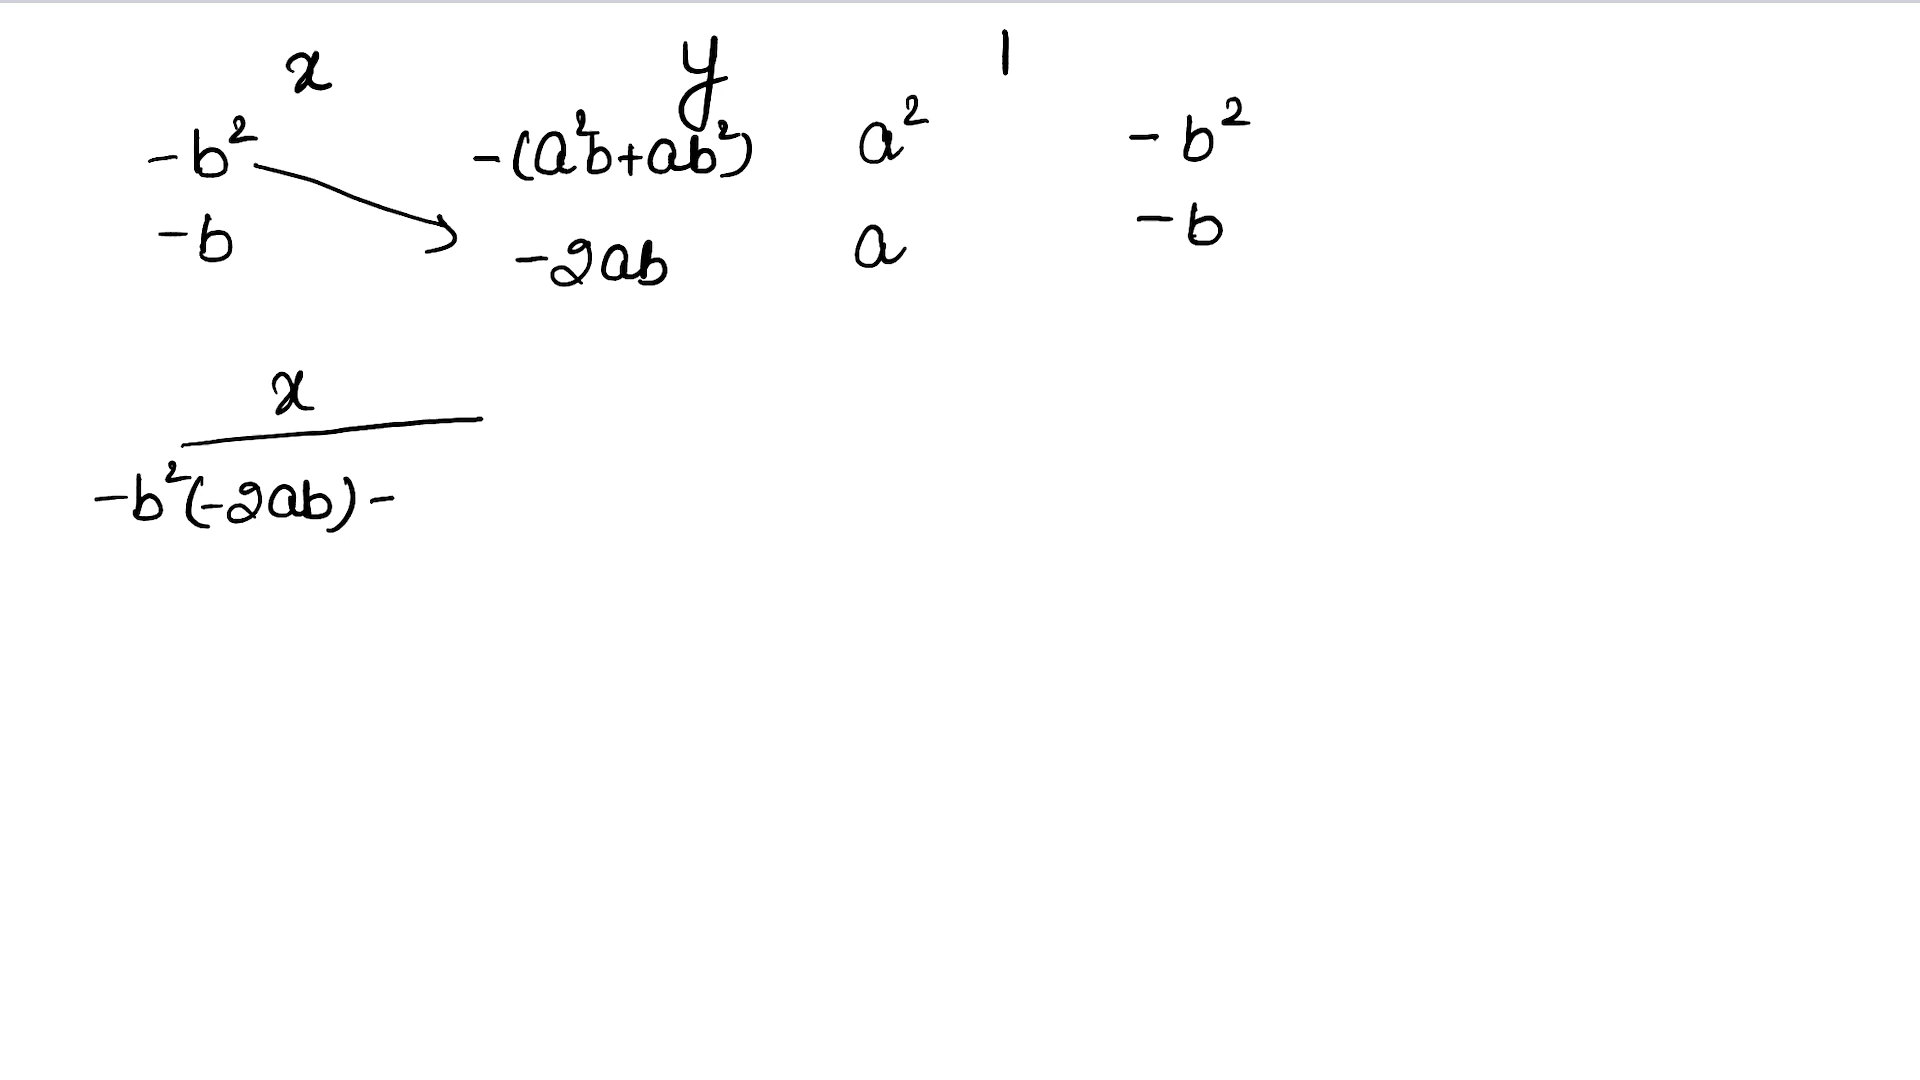 x y 1
-b² -(a²b+ab²) a² -b²
-b -2ab a -b
x
-b²(-2ab) -